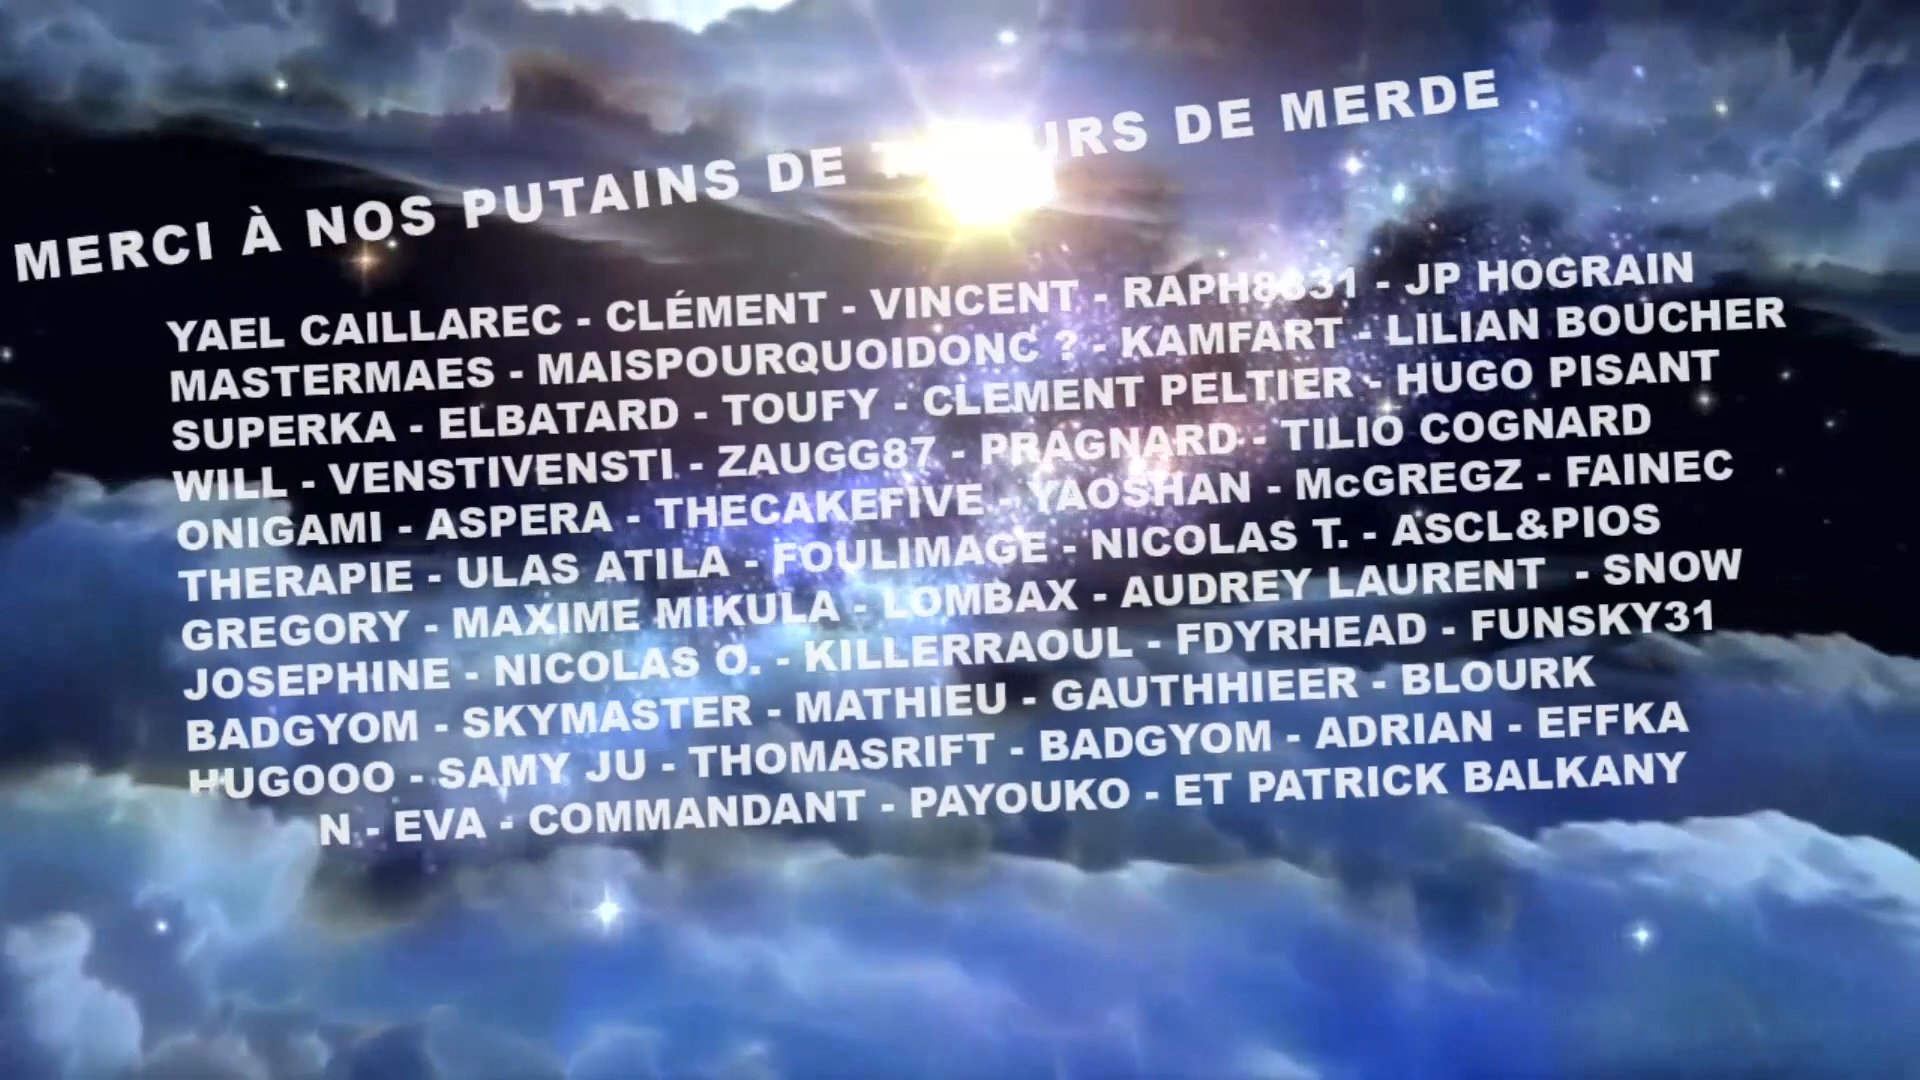 MERCI À NOS PUTAINS DE DE MERDE
YAEL CAILLAREC - CLÉMENT - VINCENT - RAPH8831 - JP HOGRAIN
MASTERMAES - MAISPOURQUOIDONC ? - KAMFART - LILIAN BOUCHER
SUPERKA - ELBATARD - TOUFY - CLEMENT PELTIER - HUGO PISANT
WILL - VENSTIVENSTI - ZAUGG87 - PRAGNARD - TILIO COGNARD
ONIGAMI - ASPERA - THECAKEFIVE - YAOSHAN - McGREGZ - FAINEC
THERAPIE - ULAS ATILA - FOULIMAGE - NICOLAS T. - ASCL&PIOS
GREGORY - MAXIME MIKULA - LOMBAX - AUDREY LAURENT - SNOW
JOSEPHINE - NICOLAS O. - KILLERRAOUL - FDYRHEAD - FUNSKY31
BADGYOM - SKYMASTER - MATHIEU - GAUTHHIEER - BLOURK
HUGOOO - SAMY JU - THOMASRIFT - BADGYOM - ADRIAN - EFFKA
N - EVA - COMMANDANT - PAYOUKO - ET PATRICK BALKANY